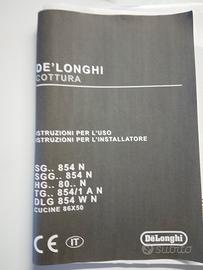 DE'LONGHI
COTTURA
ISTRUZIONI PER L'USO
ISTRUZIONI PER L'INSTALLATORE
SG.. 854 N
SGG.. 854 N
HG.. 80.. N
TG.. 854/1 A N
DLG 854 W N
CUCINE 86X50
CE
IT
DeLonghi
Subito